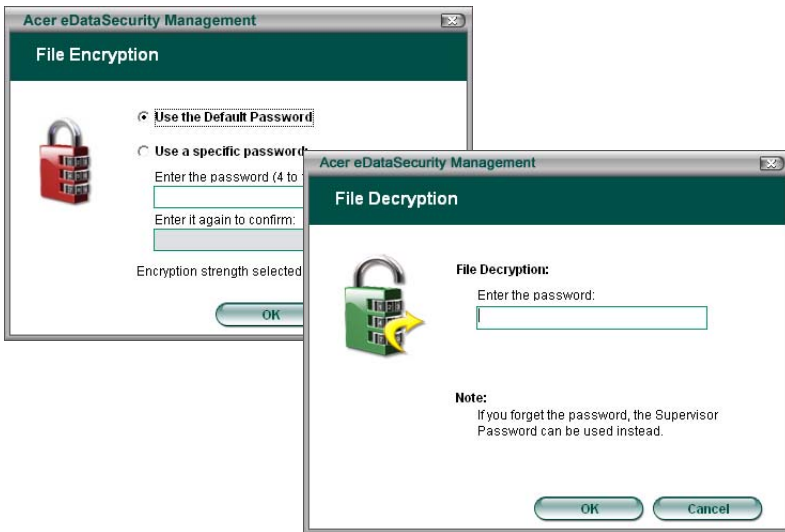 Acer eDataSecurity Management
File Encryption
Use the Default Password
Use a specific password:
Enter the password (4 to
Enter it again to confirm:
Encryption strength selected
OK
Acer eDataSecurity Management
File Decryption
File Decryption:
Enter the password:
Note:
If you forget the password, the Supervisor
Password can be used instead.
OK
Cancel